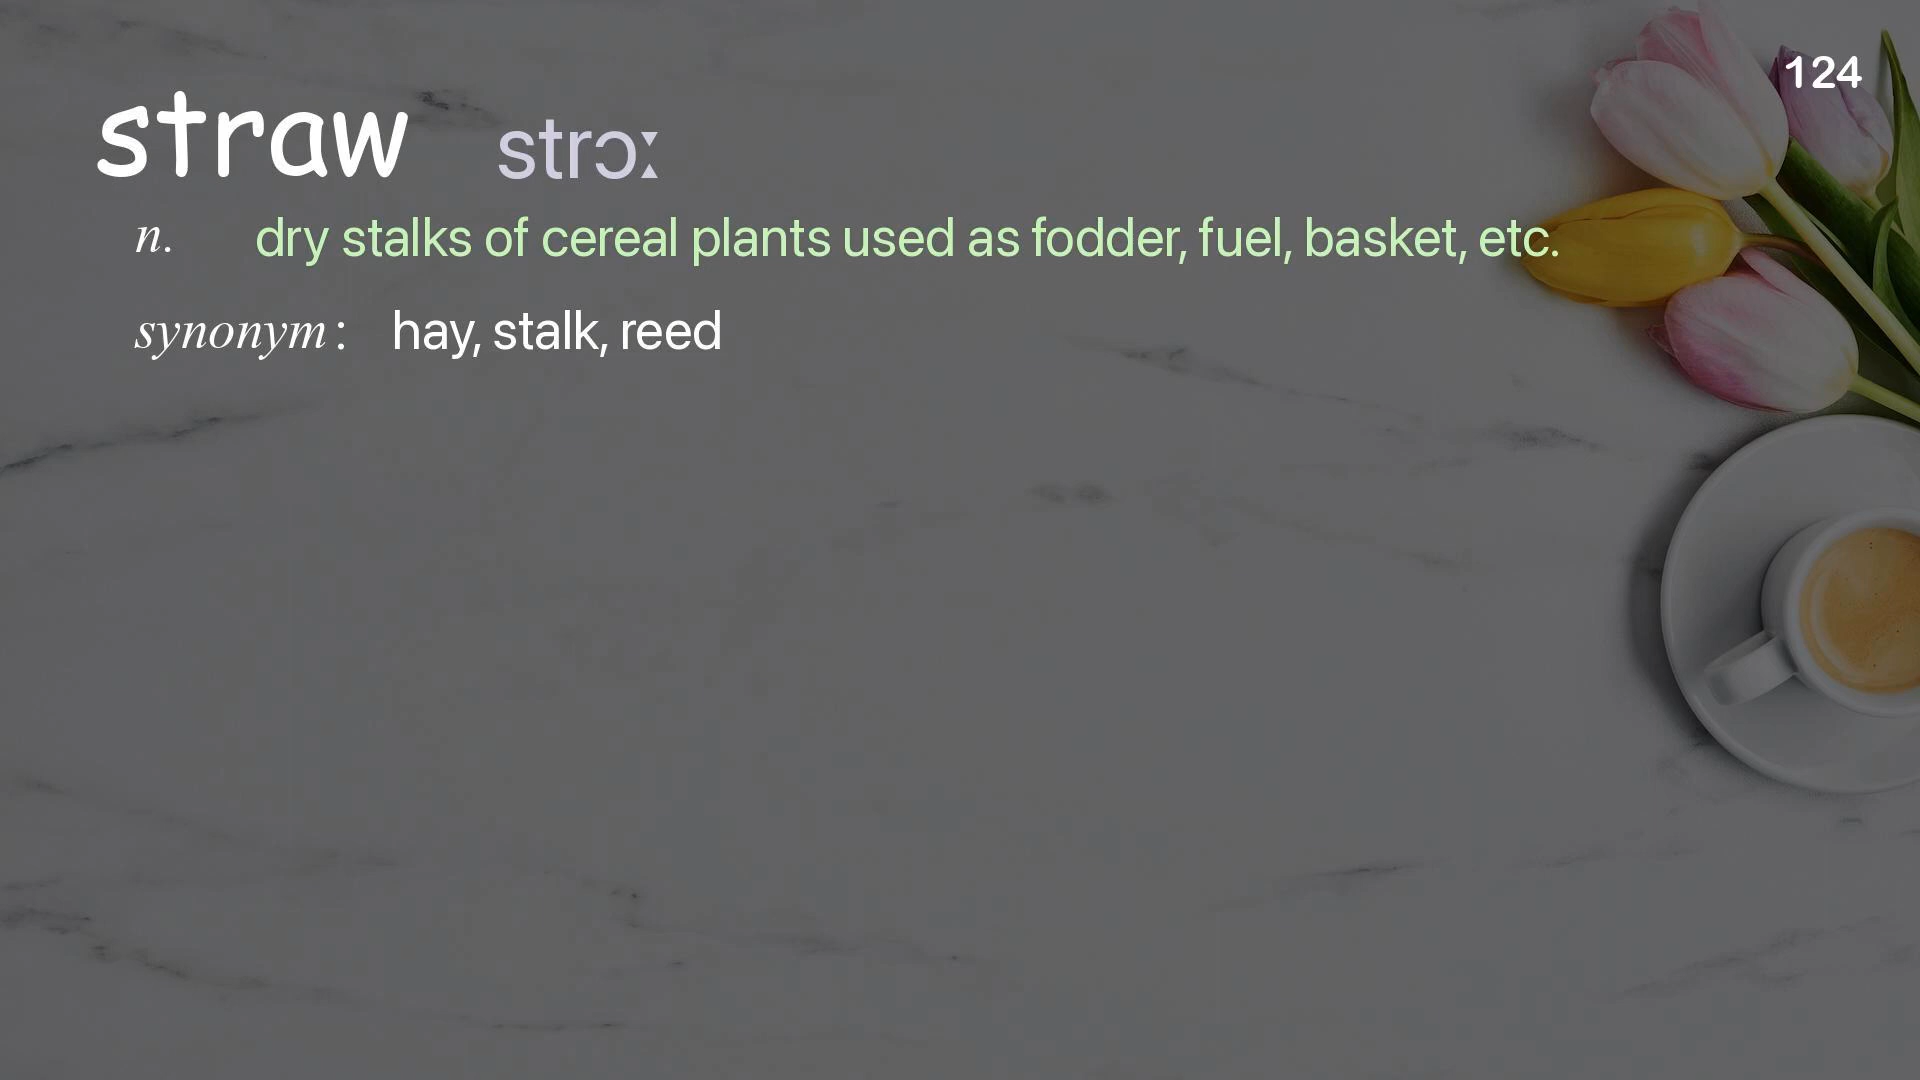 124
straw strɔː
n. dry stalks of cereal plants used as fodder, fuel, basket, etc.
synonym: hay, stalk, reed